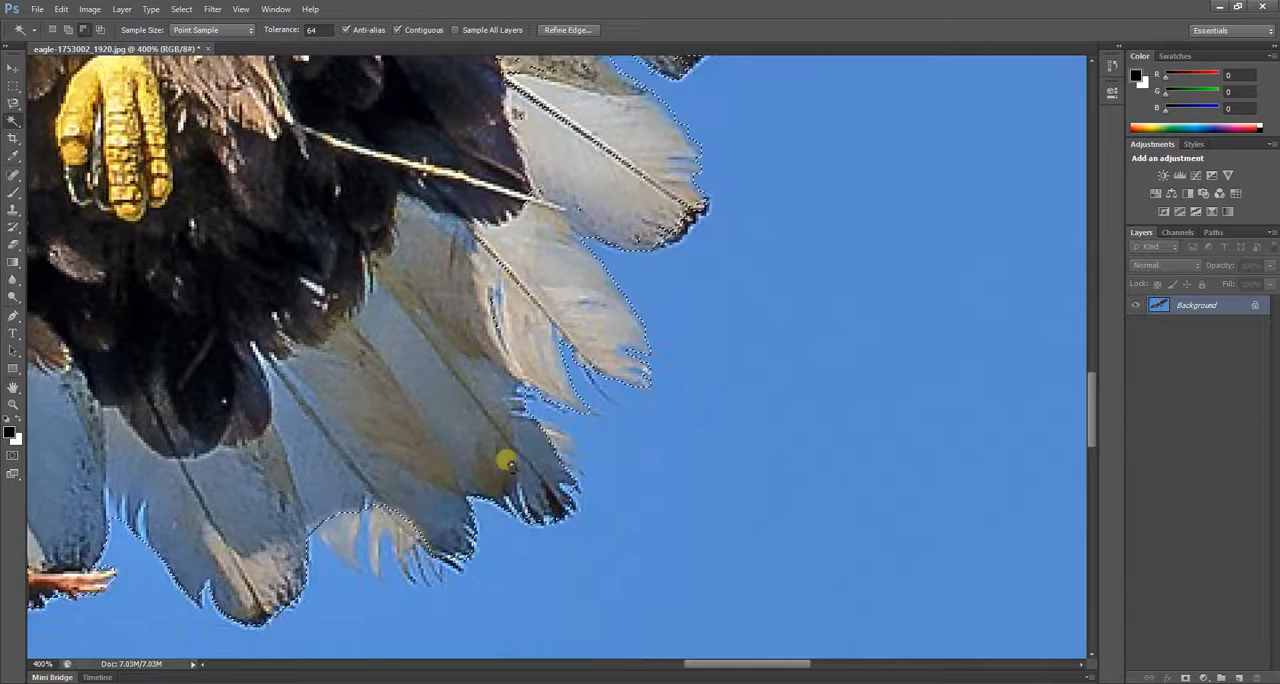 Ps File Edit Image Layer Type Select Filter View Window Help
Sample Size: Point Sample Tolerance: 64 Anti-alias Contiguous Sample All Layers Refine Edge... Essentials
eagle-1753002_1920.jpg @ 400% (RGB/8#) * ×
Color Swatches
R 0
G 0
B 0
Adjustments Styles
Add an adjustment
Layers Channels Paths
Kind
Normal Opacity: 100%
Lock: Fill: 100%
Background
400% Doc: 7.03M/7.03M
Mini Bridge Timeline